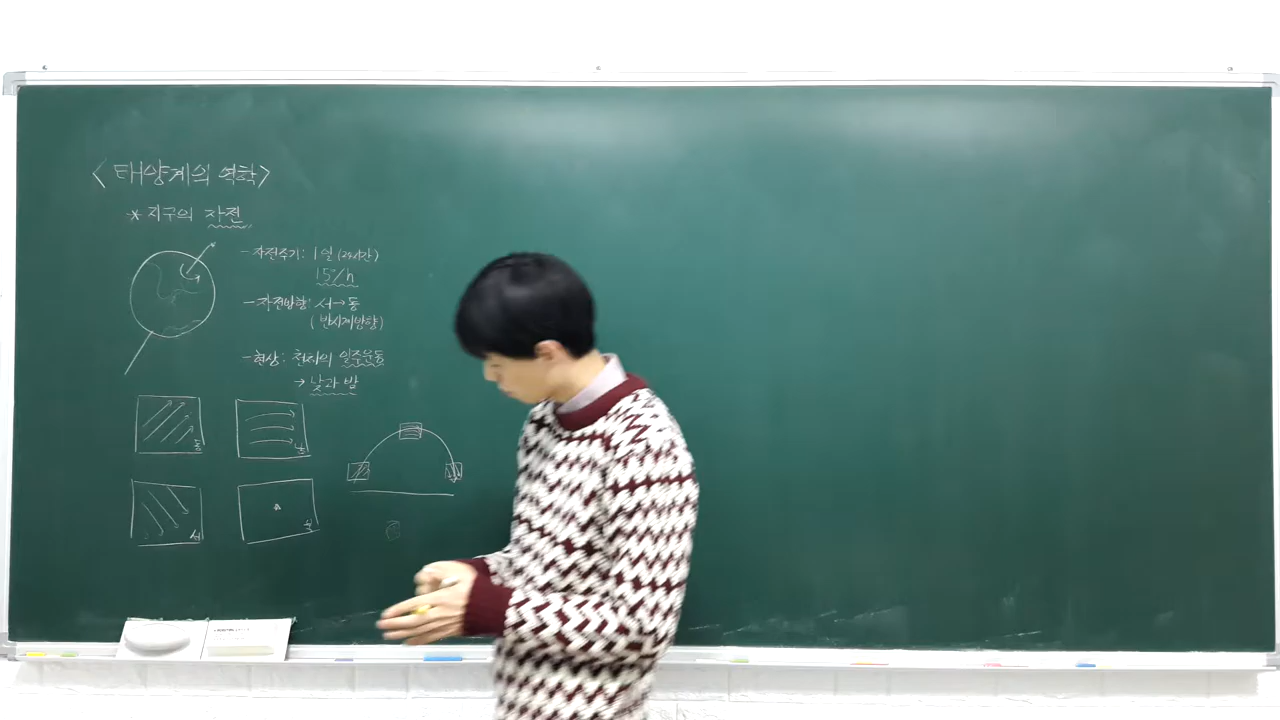 <태양계의 역학>
* 지구의 자전
- 자전주기: 1일 (24시간)
15°/h
- 자전방향: 서→동
(반시계방향)
- 현상: 천체의 일주운동
→ 낮과 밤
동
남
서
북